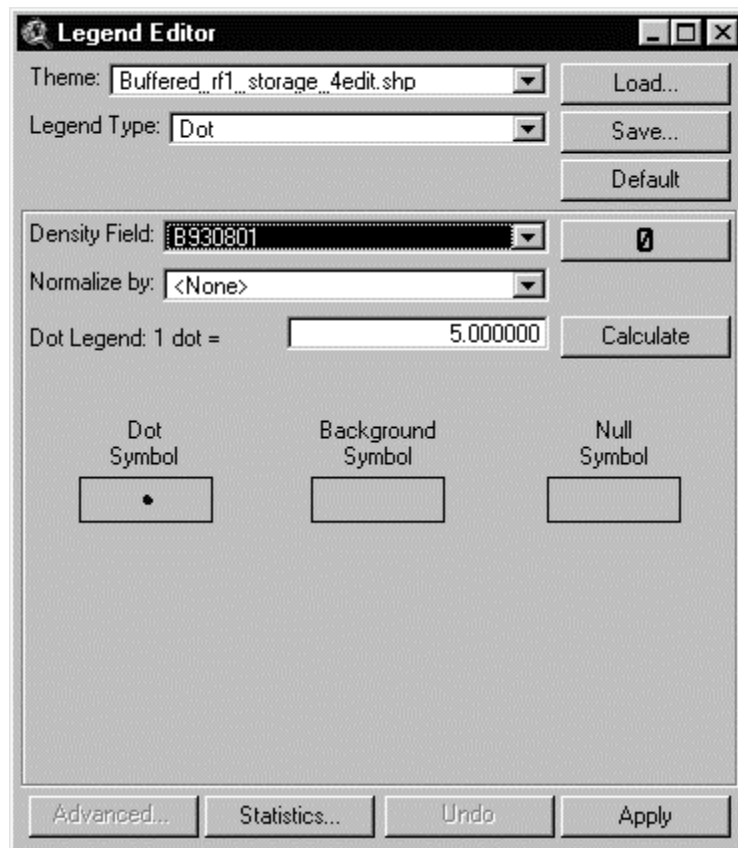 Legend Editor
Theme: Buffered_rf1_storage_4edit.shp
Load...
Legend Type: Dot
Save...
Default
Density Field: B930801
Ø
Normalize by: <None>
Dot Legend: 1 dot = 5.000000
Calculate
Dot Symbol
Background Symbol
Null Symbol
Advanced...
Statistics...
Undo
Apply